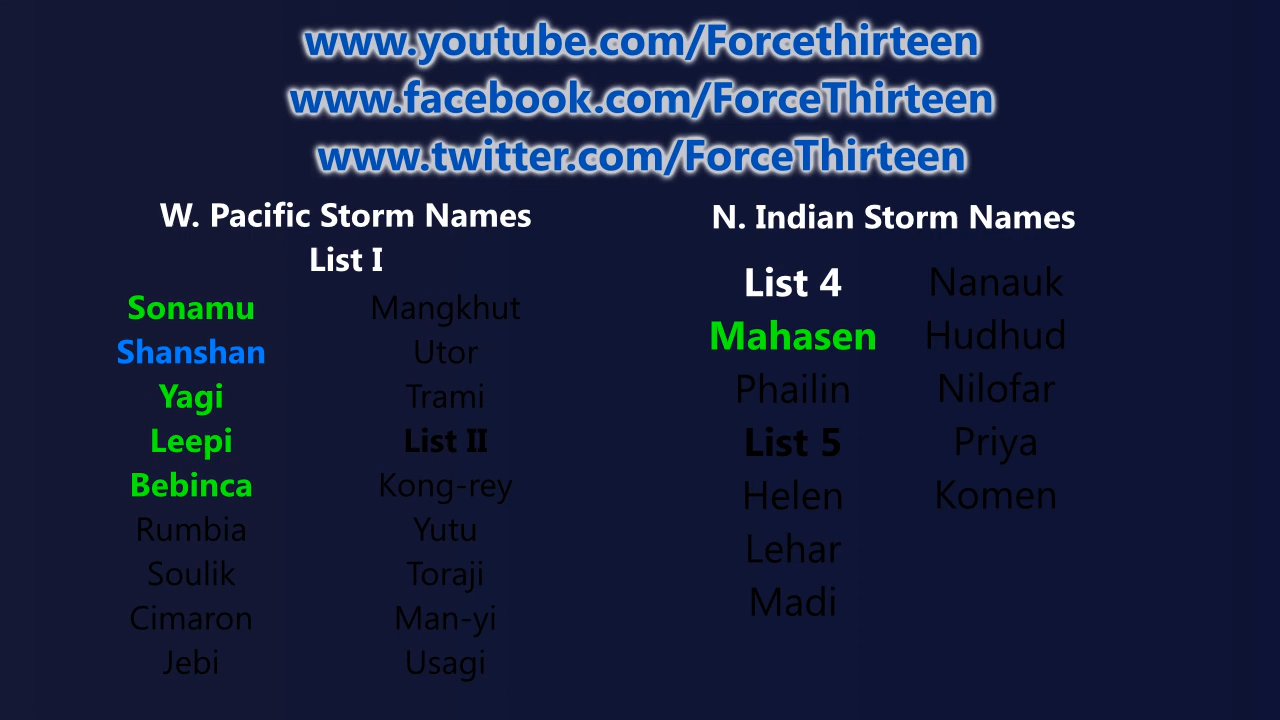 www.youtube.com/Forcethirteen
www.facebook.com/ForceThirteen
www.twitter.com/ForceThirteen
W. Pacific Storm Names
List I
Sonamu
Shanshan
Yagi
Leepi
Bebinca
Rumbia
Soulik
Cimaron
Jebi
Mangkhut
Utor
Trami
List II
Kong-rey
Yutu
Toraji
Man-yi
Usagi
N. Indian Storm Names
List 4
Mahasen
Phailin
List 5
Helen
Lehar
Madi
Nanauk
Hudhud
Nilofar
Priya
Komen